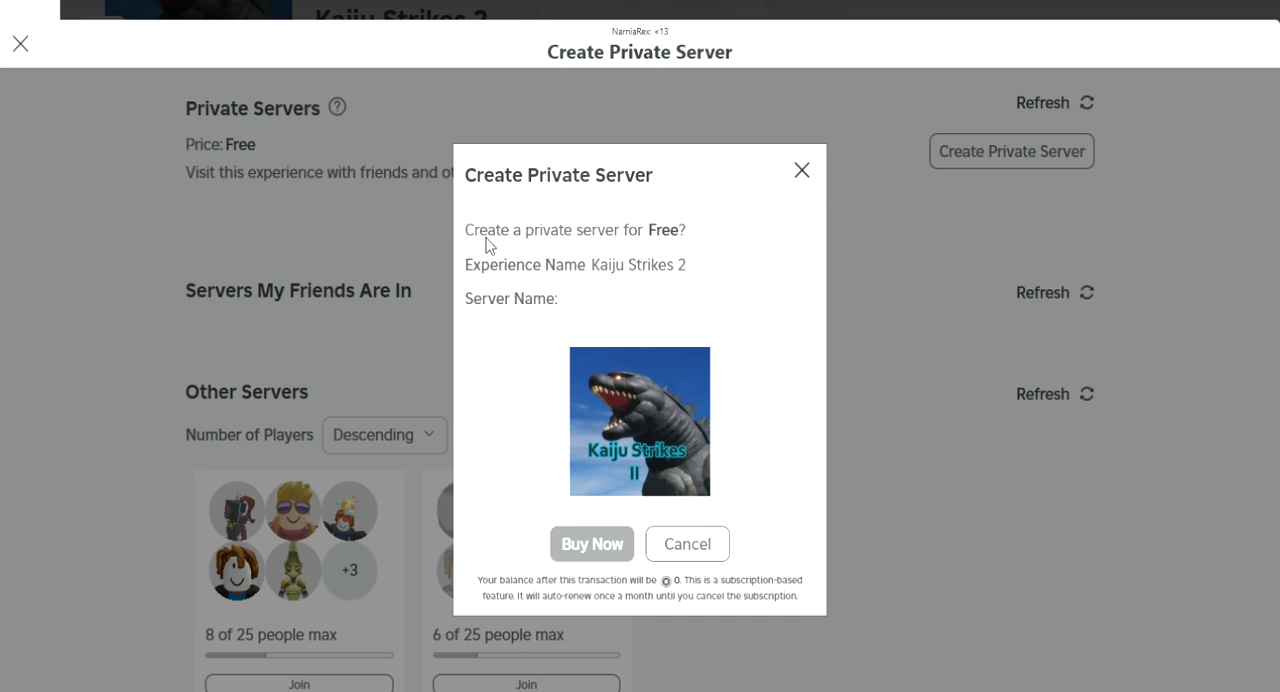 Kaiju Strikes 2
NarniaRex: <13
Create Private Server
Private Servers
Refresh
Price: Free
Create Private Server
Visit this experience with friends and ot
Create Private Server
Create a private server for Free?
Experience Name Kaiju Strikes 2
Server Name:
Kaiju Strikes
II
Buy Now
Cancel
Your balance after this transaction will be 0. This is a subscription-based
feature. It will auto-renew once a month until you cancel the subscription.
Servers My Friends Are In
Refresh
Other Servers
Refresh
Number of Players
Descending
+3
8 of 25 people max
6 of 25 people max
Join
Join